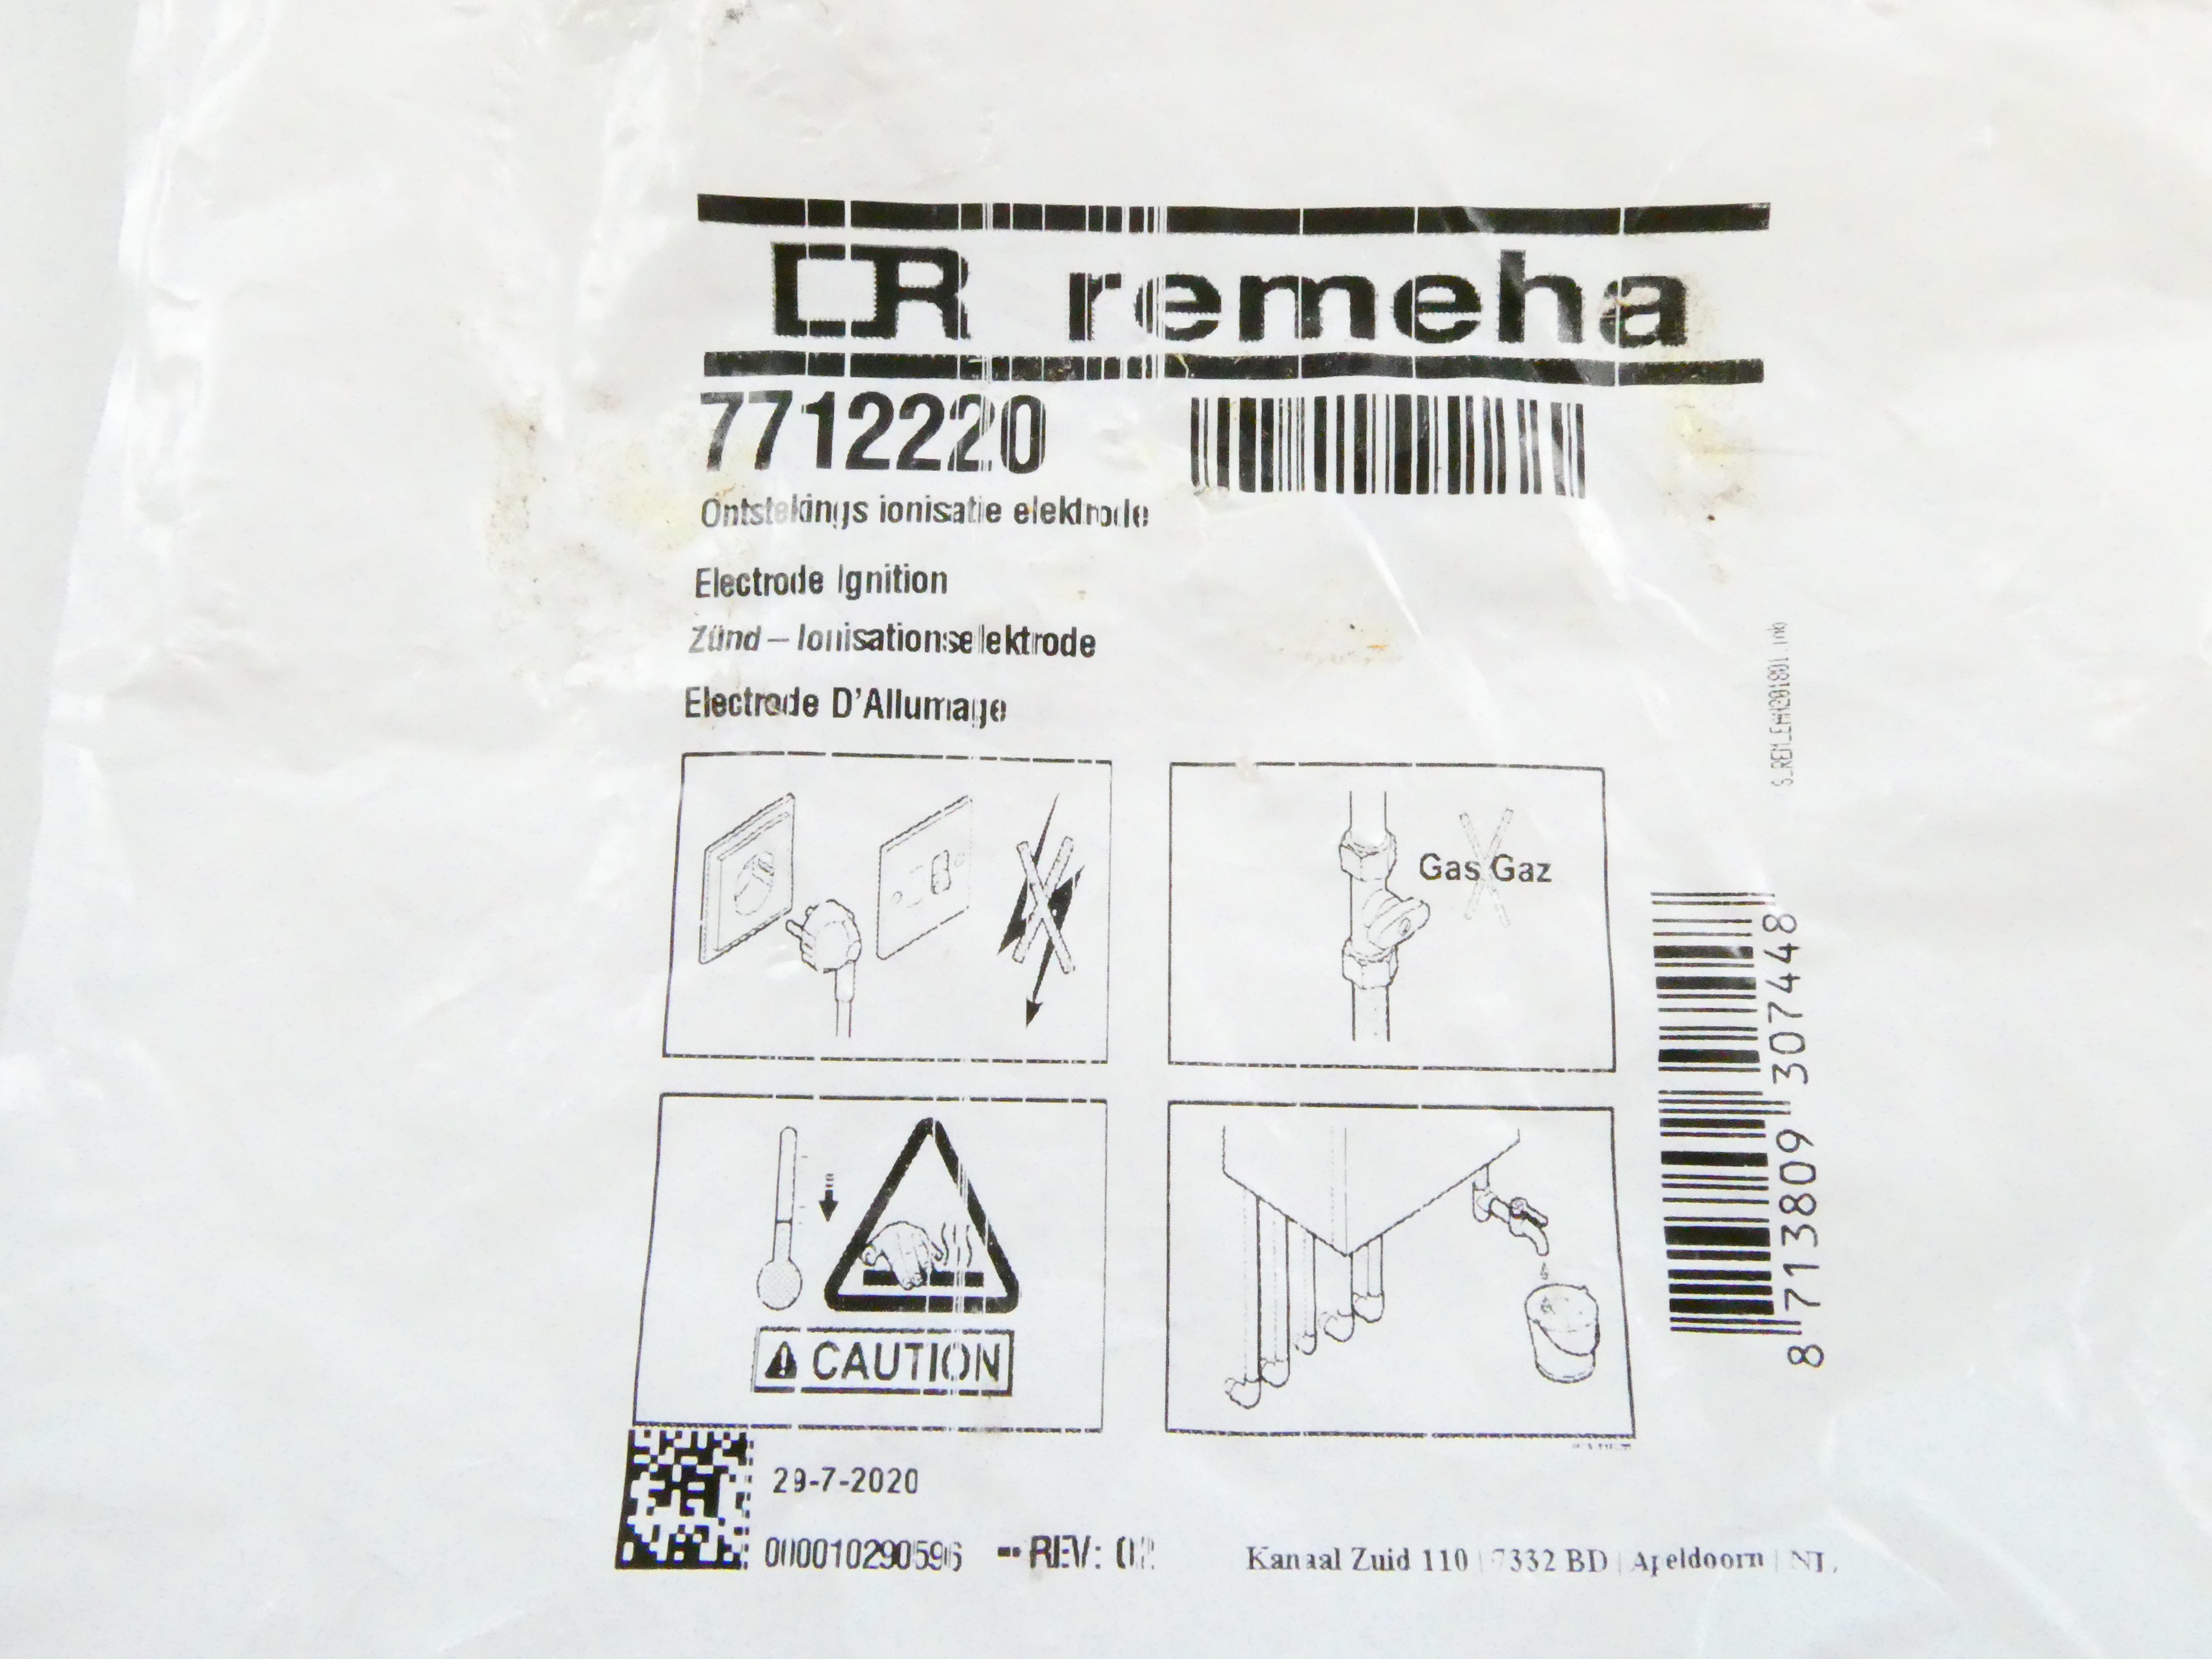 remeha
7712220
Ontstekings ionisatie elektrode
Electrode Ignition
Zünd – Ionisationselektrode
Electrode D'Allumage
Gas Gaz
CAUTION
8 713809 307448
29-7-2020
000010290596 -- REV: 02
Kanaal Zuid 110 | 7332 BD | Apeldoorn | NL